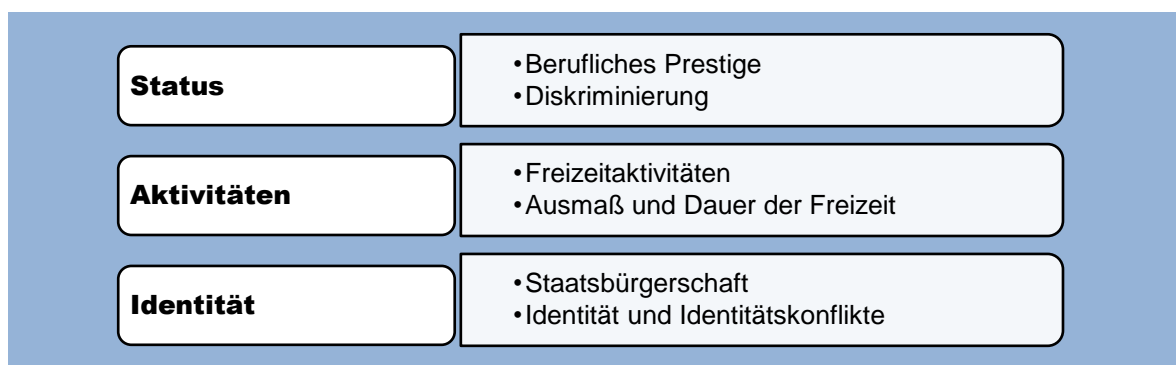 Status
•Berufliches Prestige
•Diskriminierung
Aktivitäten
•Freizeitaktivitäten
•Ausmaß und Dauer der Freizeit
Identität
•Staatsbürgerschaft
•Identität und Identitätskonflikte